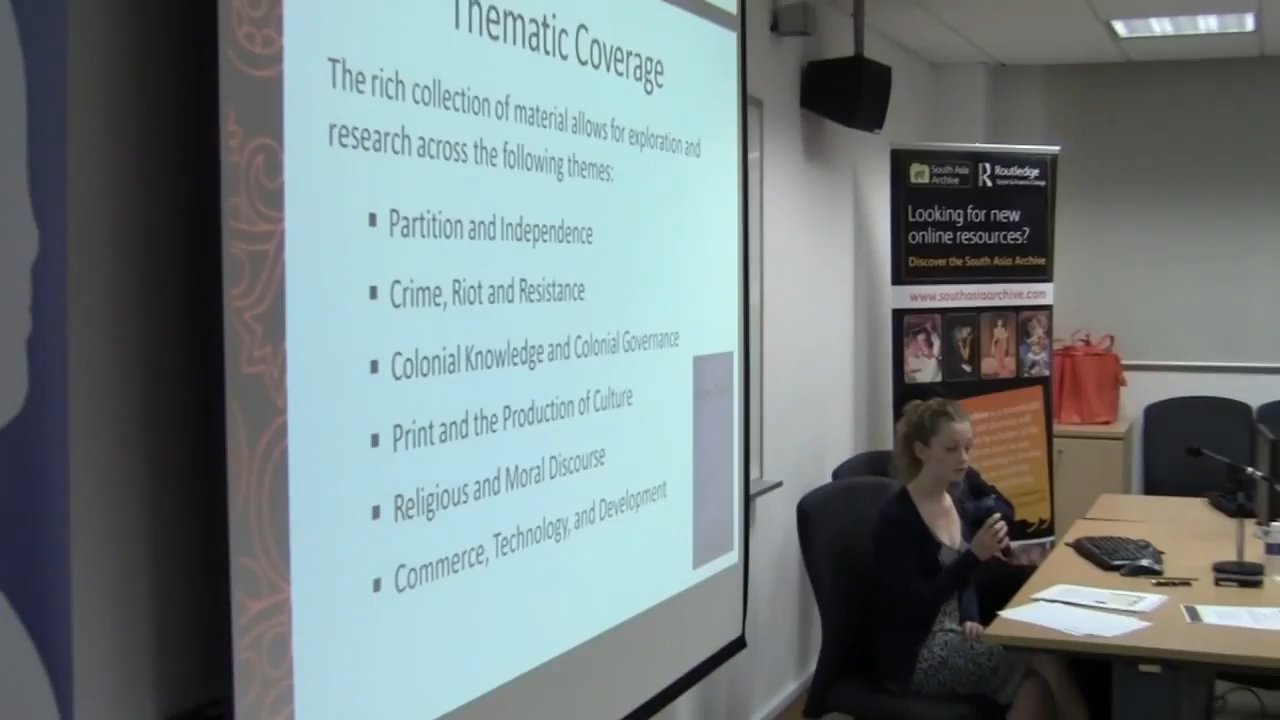 Thematic Coverage
The rich collection of material allows for exploration and
research across the following themes:
▪ Partition and Independence
▪ Crime, Riot and Resistance
▪ Colonial Knowledge and Colonial Governance
▪ Print and the Production of Culture
▪ Religious and Moral Discourse
▪ Commerce, Technology, and Development
South Asia
Archive
Routledge
Looking for new
online resources?
Discover the South Asia Archive
www.southasiaarchive.com